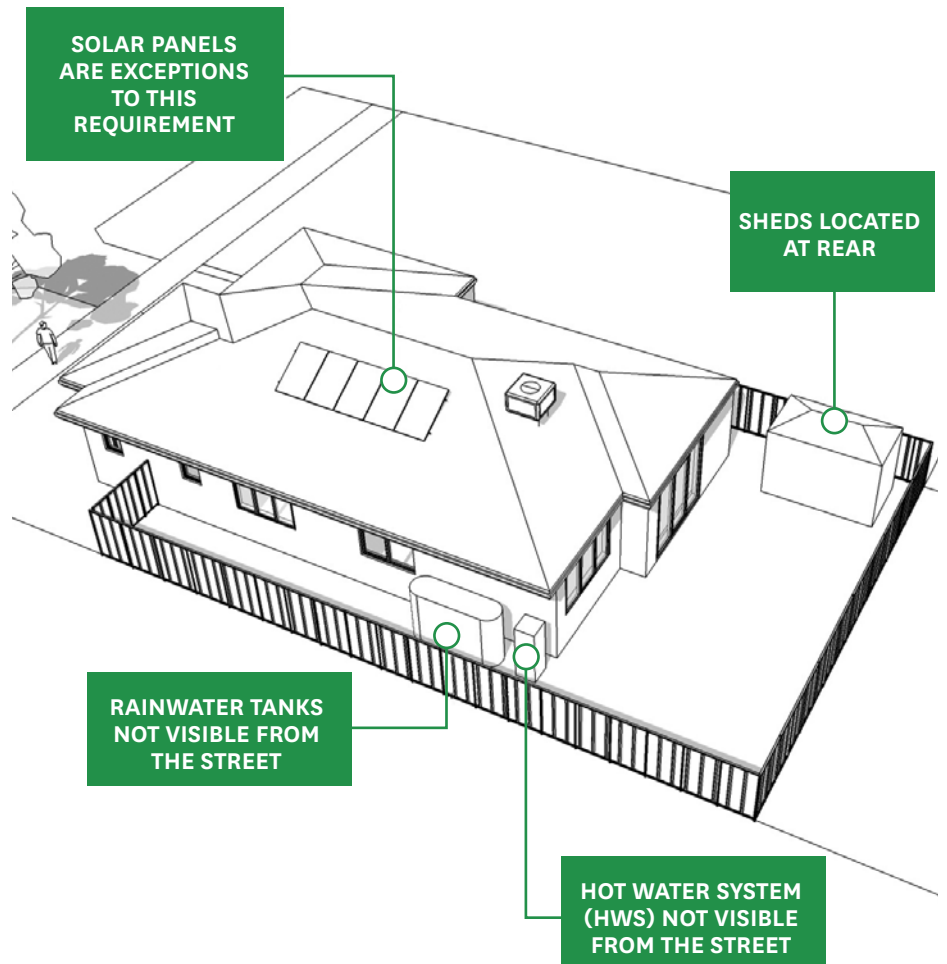 SOLAR PANELS
ARE EXCEPTIONS
TO THIS
REQUIREMENT
SHEDS LOCATED
AT REAR
RAINWATER TANKS
NOT VISIBLE FROM
THE STREET
HOT WATER SYSTEM
(HWS) NOT VISIBLE
FROM THE STREET